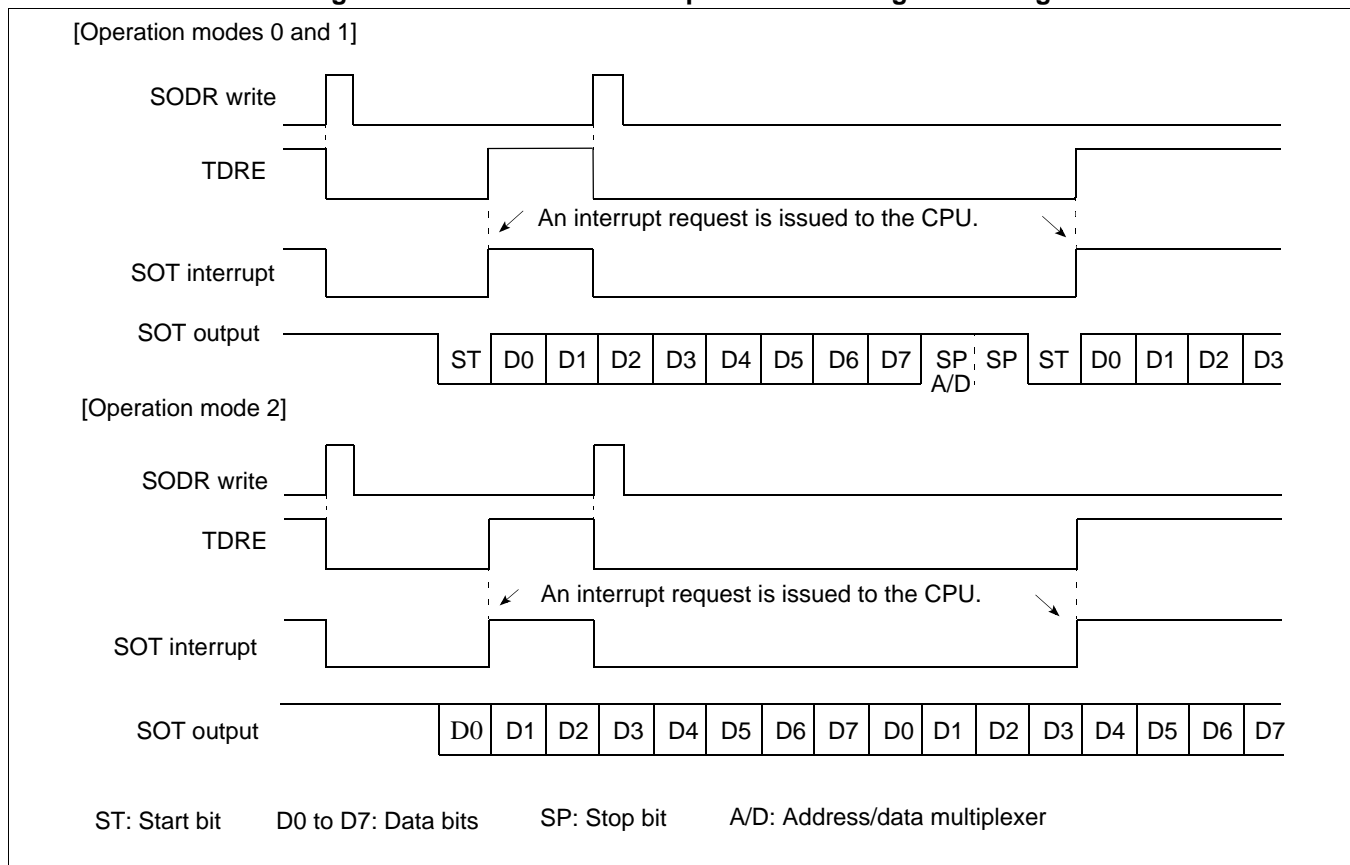 [Operation modes 0 and 1]
SODR write
TDRE
An interrupt request is issued to the CPU.
SOT interrupt
SOT output
ST D0 D1 D2 D3 D4 D5 D6 D7 SP SP ST D0 D1 D2 D3
A/D
[Operation mode 2]
SODR write
TDRE
An interrupt request is issued to the CPU.
SOT interrupt
SOT output
D0 D1 D2 D3 D4 D5 D6 D7 D0 D1 D2 D3 D4 D5 D6 D7
ST: Start bit D0 to D7: Data bits SP: Stop bit A/D: Address/data multiplexer